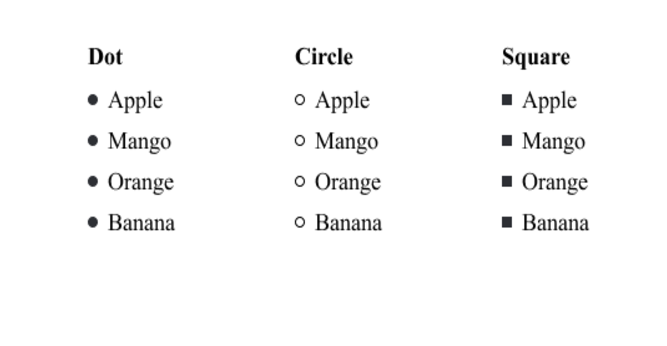 Dot
● Apple
● Mango
● Orange
● Banana
Circle
○ Apple
○ Mango
○ Orange
○ Banana
Square
■ Apple
■ Mango
■ Orange
■ Banana